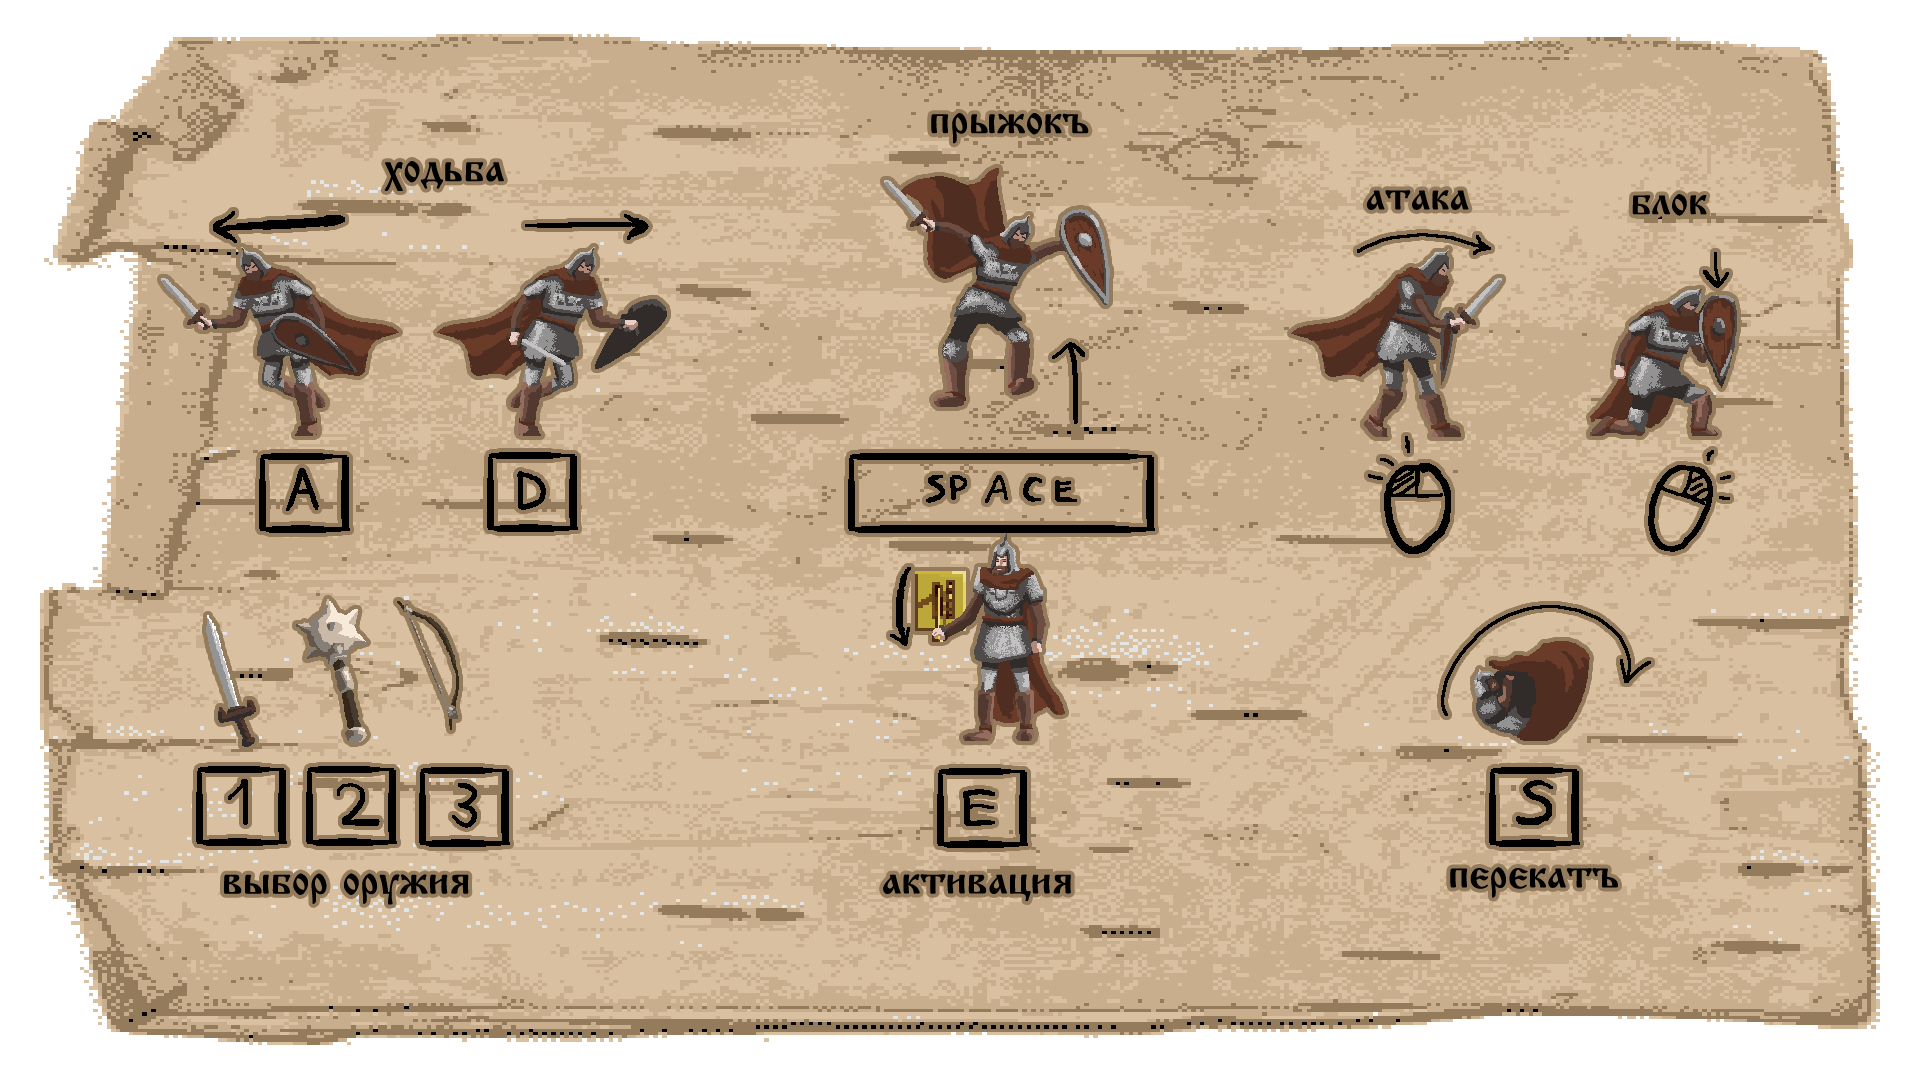 ходьба
прыжокъ
атака
блок
A
D
SPACE
1 2 3
E
S
выбор оружия
активация
перекатъ